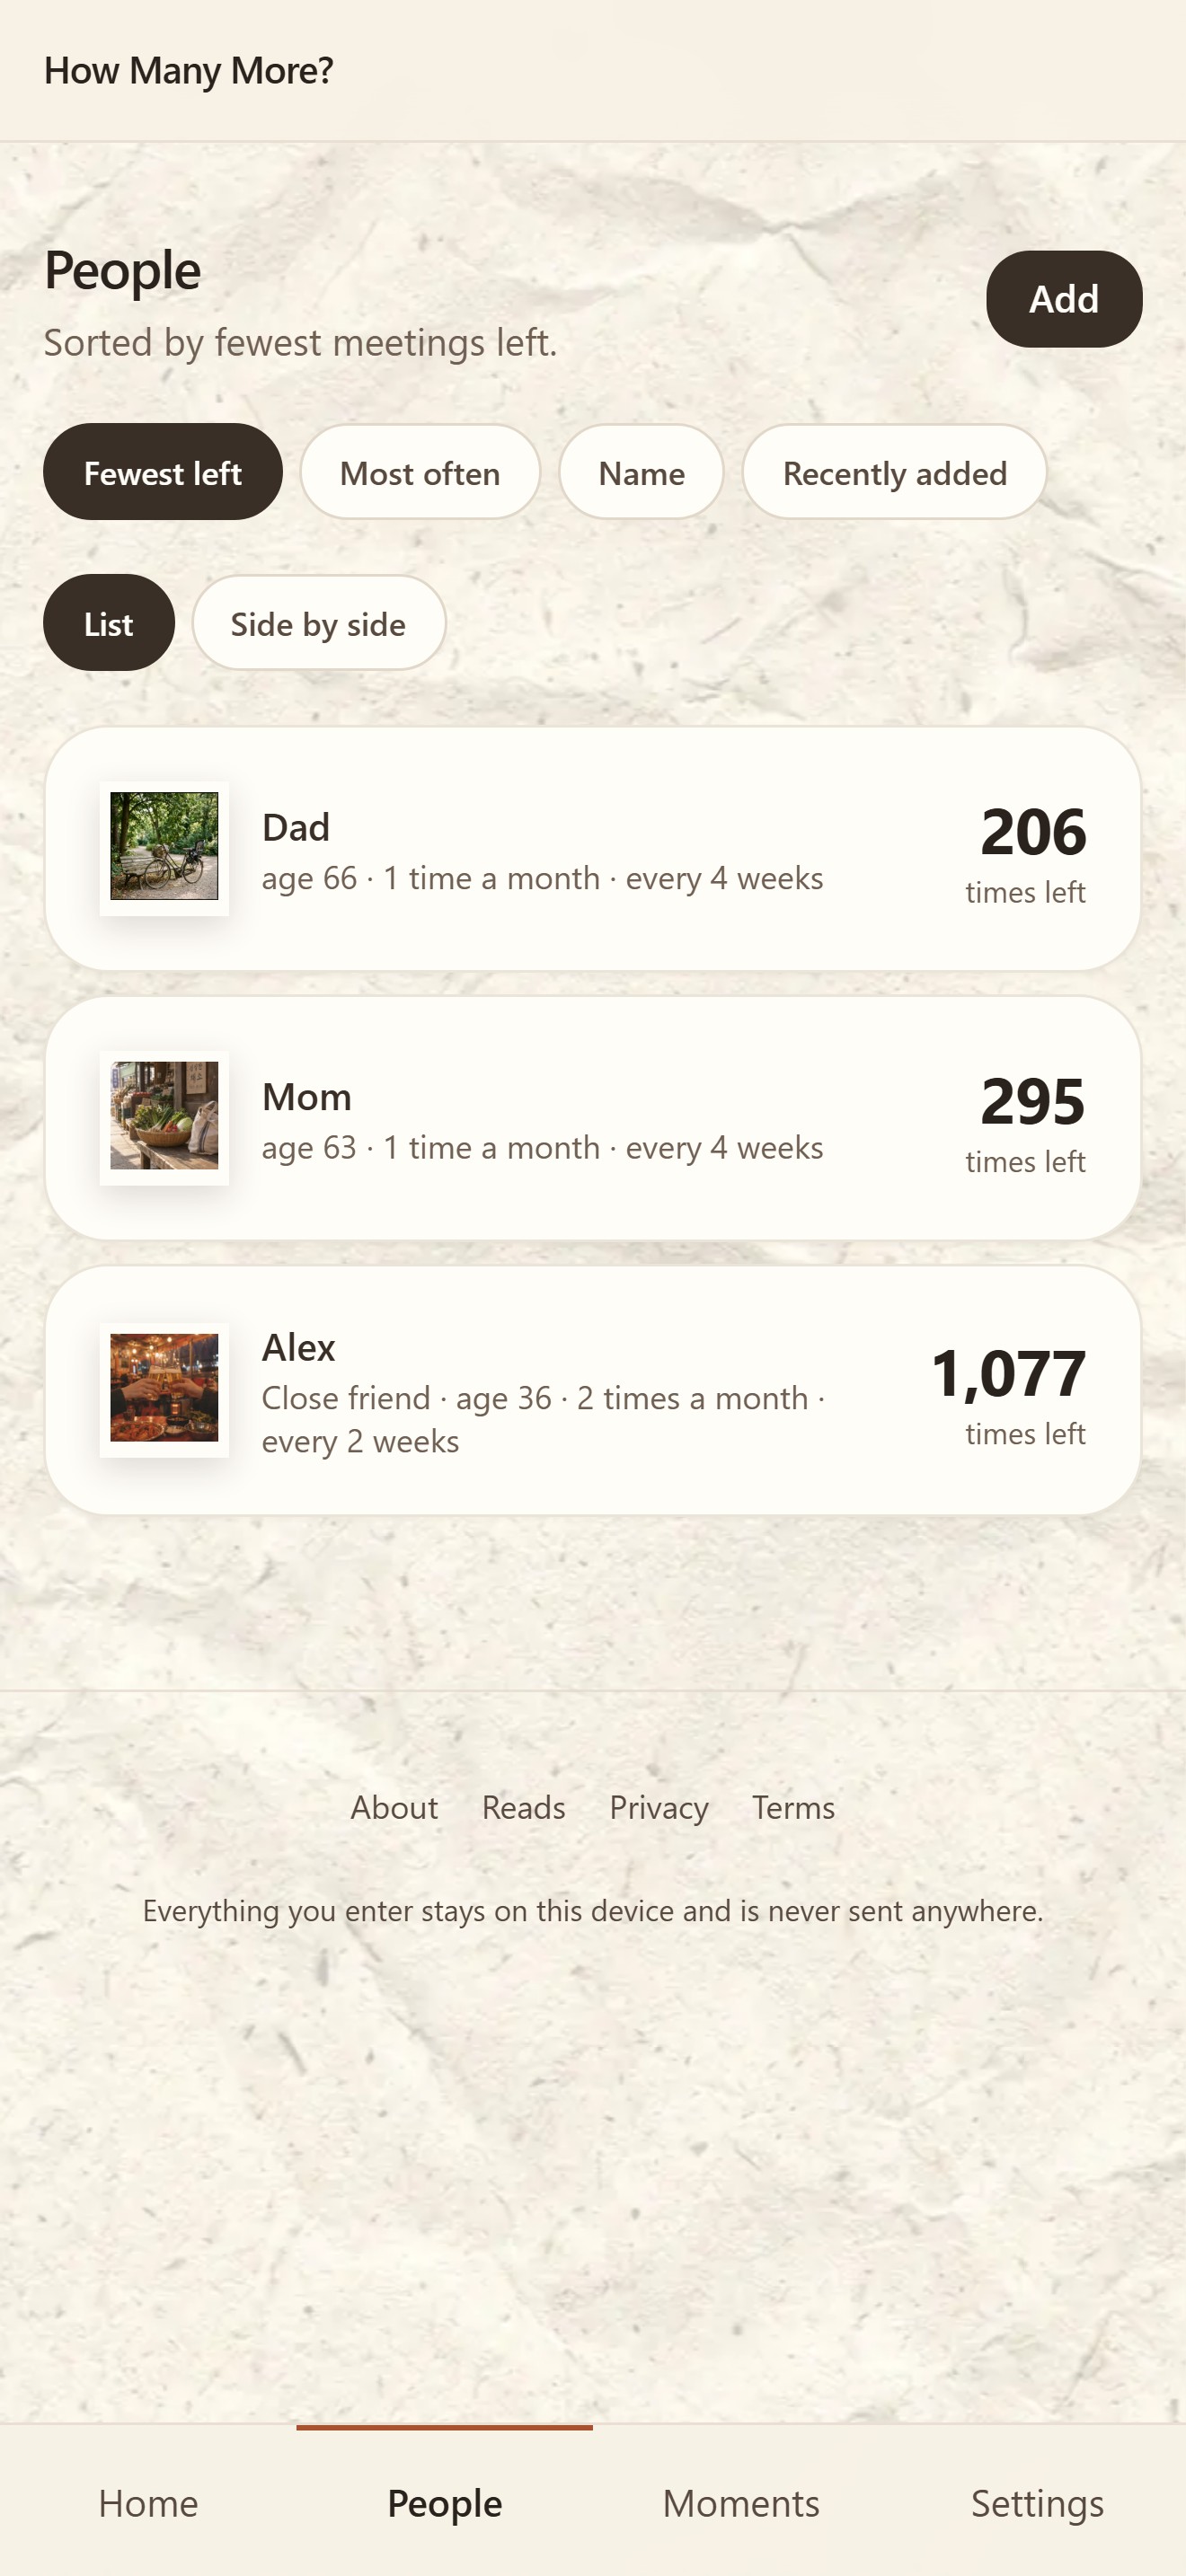 How Many More?
People
Sorted by fewest meetings left.
Add
Fewest left
Most often
Name
Recently added
List
Side by side
Dad
age 66 · 1 time a month · every 4 weeks
206
times left
Mom
age 63 · 1 time a month · every 4 weeks
295
times left
Alex
Close friend · age 36 · 2 times a month ·
every 2 weeks
1,077
times left
About
Reads
Privacy
Terms
Everything you enter stays on this device and is never sent anywhere.
Home
People
Moments
Settings